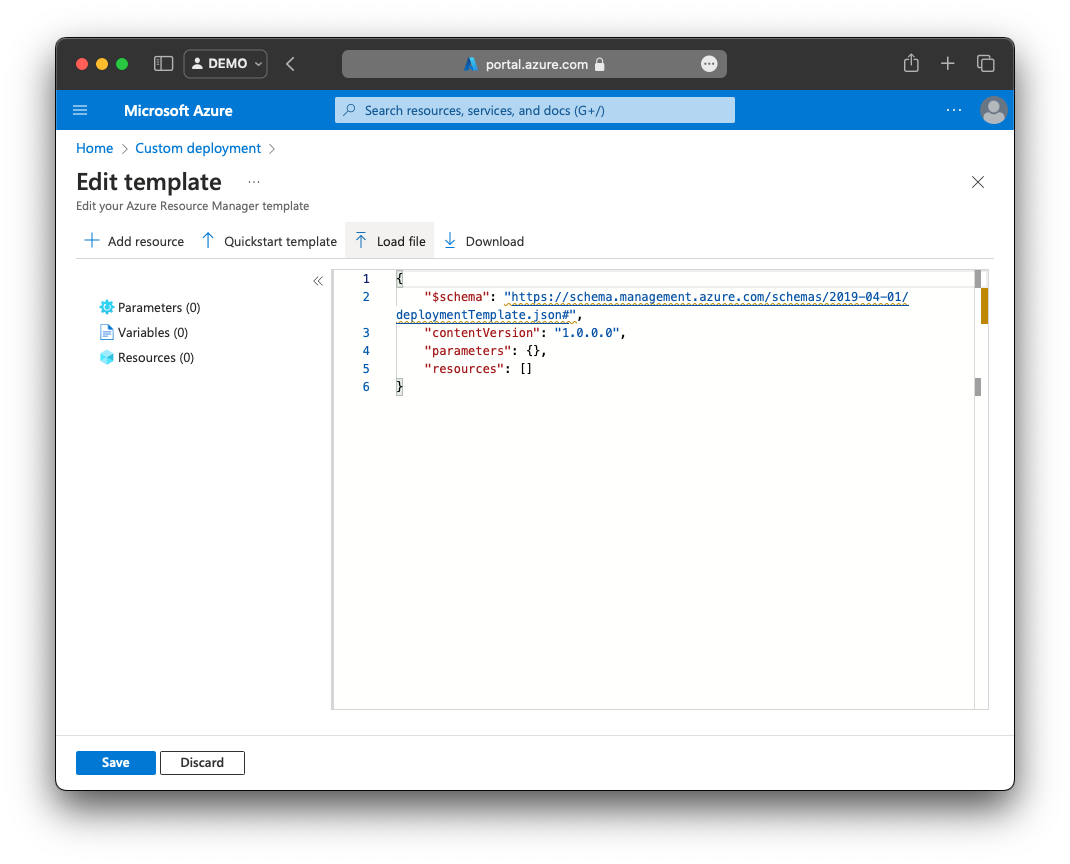 DEMO
portal.azure.com
Microsoft Azure
Search resources, services, and docs (G+/)
Home > Custom deployment >
Edit template ...
Edit your Azure Resource Manager template
Add resource Quickstart template Load file Download
Parameters (0)
Variables (0)
Resources (0)
1 {
2 "$schema": "https://schema.management.azure.com/schemas/2019-04-01/
deploymentTemplate.json#",
3 "contentVersion": "1.0.0.0",
4 "parameters": {},
5 "resources": []
6 }
Save Discard